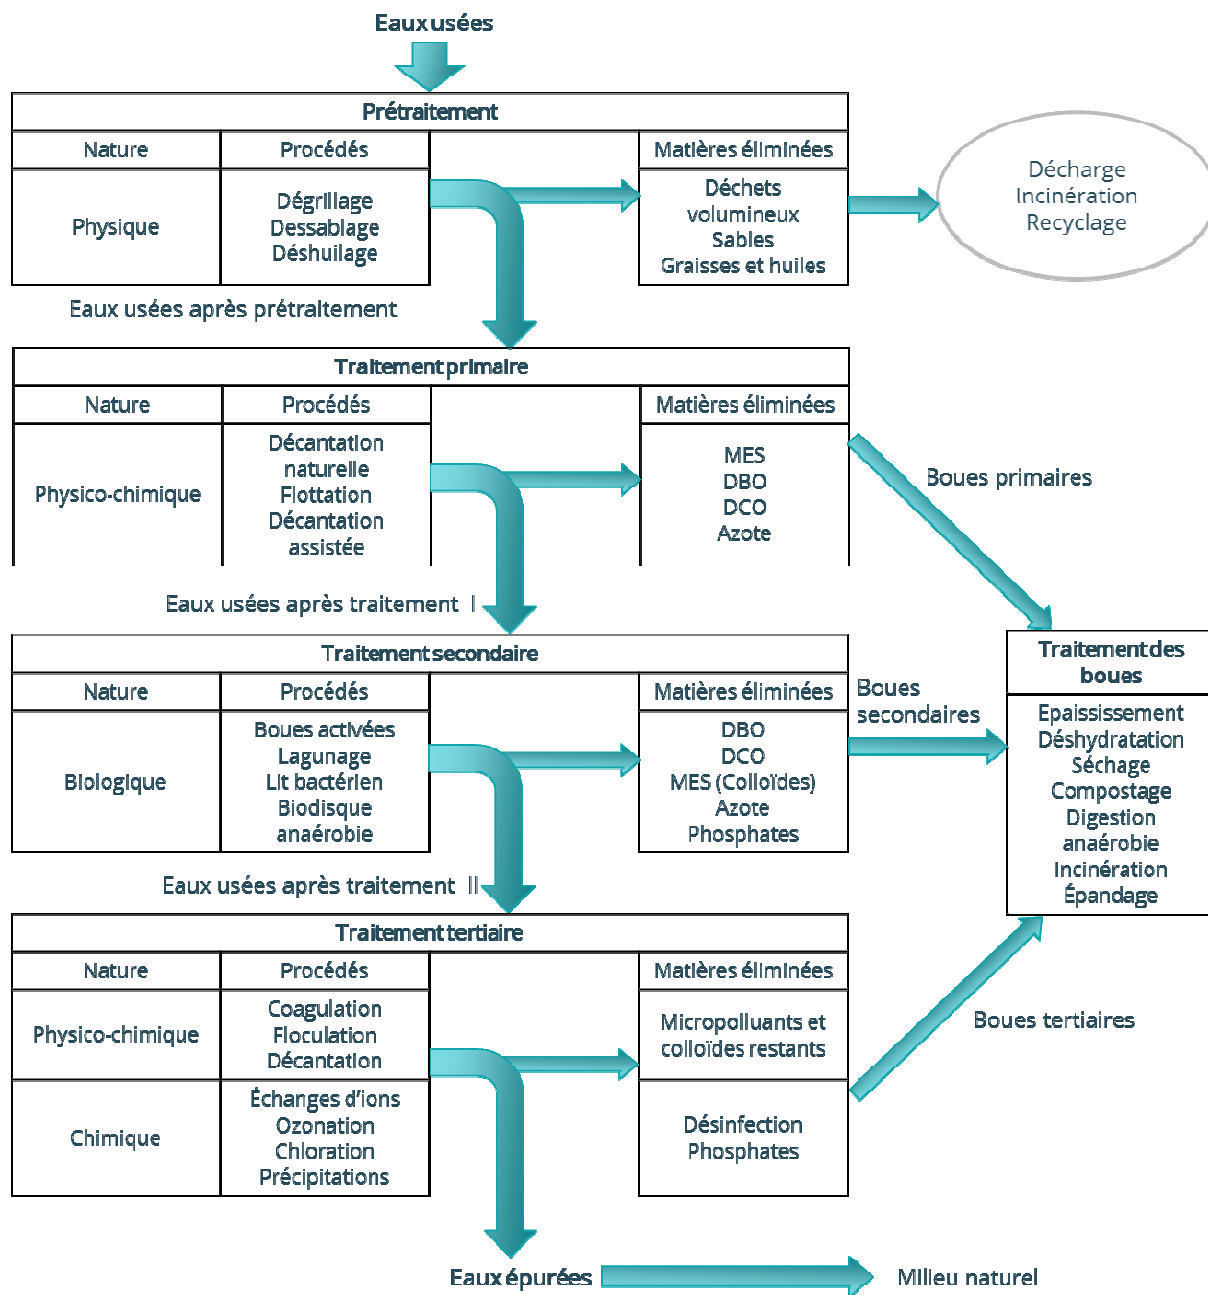 Eaux usées
Prétraitement
Nature
Procédés
Matières éliminées
Physique
Dégrillage
Dessablage
Déshuilage
Déchets
volumineux
Sables
Graisses et huiles
Décharge
Incinération
Recyclage
Eaux usées après prétraitement
Traitement primaire
Nature
Procédés
Matières éliminées
Physico-chimique
Décantation
naturelle
Flottation
Décantation
assistée
MES
DBO
DCO
Azote
Boues primaires
Eaux usées après traitement I
Traitement secondaire
Nature
Procédés
Matières éliminées
Biologique
Boues activées
Lagunage
Lit bactérien
Biodisque
anaérobie
DBO
DCO
MES (Colloïdes)
Azote
Phosphates
Boues
secondaires
Traitement des
boues
Epaississement
Déshydratation
Séchage
Compostage
Digestion
anaérobie
Incinération
Épandage
Eaux usées après traitement II
Traitement tertiaire
Nature
Procédés
Matières éliminées
Physico-chimique
Coagulation
Floculation
Décantation
Micropolluants et
colloïdes restants
Chimique
Échanges d’ions
Ozonation
Chloration
Précipitations
Désinfection
Phosphates
Boues tertiaires
Eaux épurées
Milieu naturel